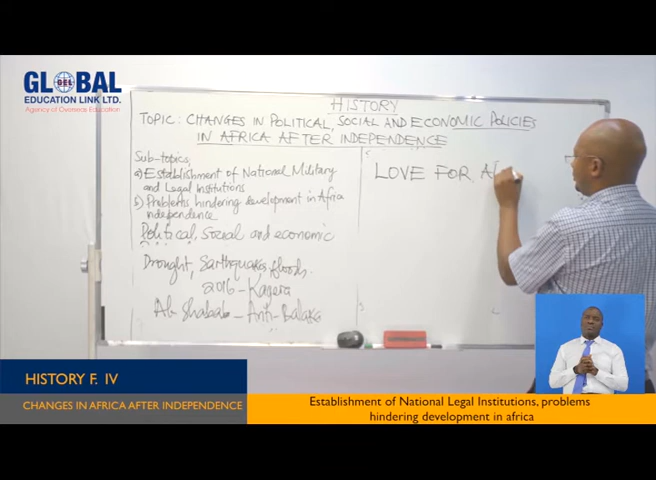 GLOBAL
GEL
EDUCATION LINK LTD.
Agency of Overseas Education
HISTORY
TOPIC: CHANGES IN POLITICAL, SOCIAL AND ECONOMIC POLICIES
IN AFRICA AFTER INDEPENDENCE
Sub-topics
a) Establishment of National Military
and Legal Institutions
b) Problems hindering development in Africa
independence
Political, Social and economic
Drought, Earthquakes, floods.
2016 - Kagera
Al-Shabab - Anti-Balaka
LOVE FOR Af
HISTORY F. IV
CHANGES IN AFRICA AFTER INDEPENDENCE
Establishment of National Legal Institutions, problems
hindering development in africa